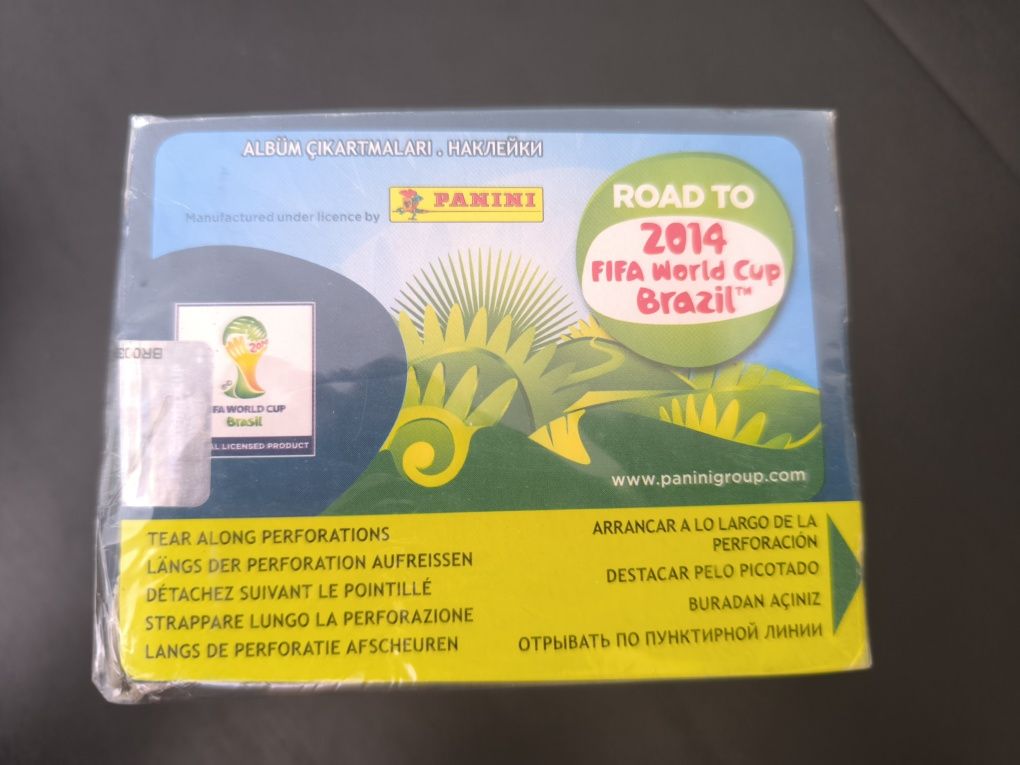 ALBÜM ÇIKARTMALARI . НАКЛЕЙКИ
Manufactured under licence by PANINI
ROAD TO
2014
FIFA World Cup
Brazil™
2014
FA WORLD CUP
Brasil
AL LICENSED PRODUCT
www.paninigroup.com
TEAR ALONG PERFORATIONS
LÄNGS DER PERFORATION AUFREISSEN
DÉTACHEZ SUIVANT LE POINTILLÉ
STRAPPARE LUNGO LA PERFORAZIONE
LANGS DE PERFORATIE AFSCHEUREN
ARRANCAR A LO LARGO DE LA
PERFORACIÓN
DESTACAR PELO PICOTADO
BURADAN AÇINIZ
ОТРЫВАТЬ ПО ПУНКТИРНОЙ ЛИНИИ